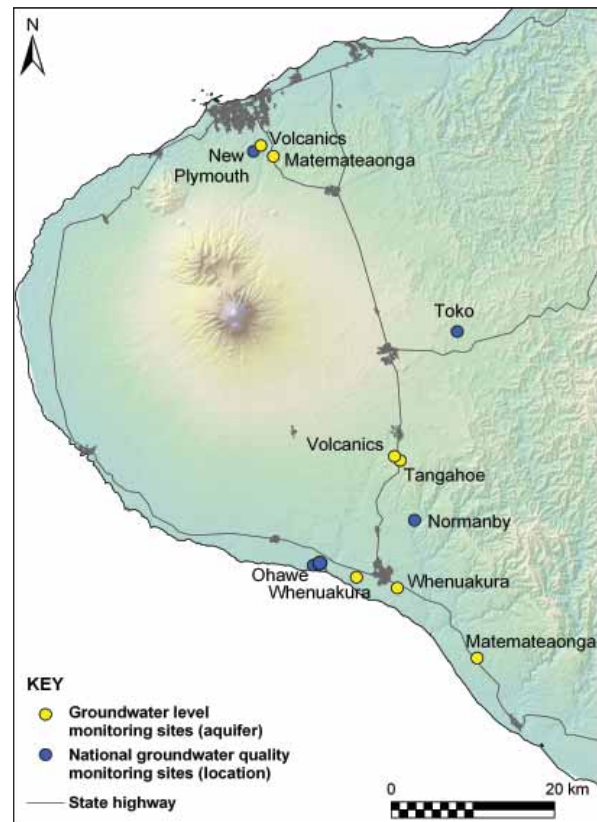 N
Volcanics
New
Plymouth
Matemateaonga
Toko
Volcanics
Tangahoe
Normanby
Ohawe
Whenuakura
Whenuakura
Matemateaonga
KEY
Groundwater level
monitoring sites (aquifer)
National groundwater quality
monitoring sites (location)
State highway
0 20 km